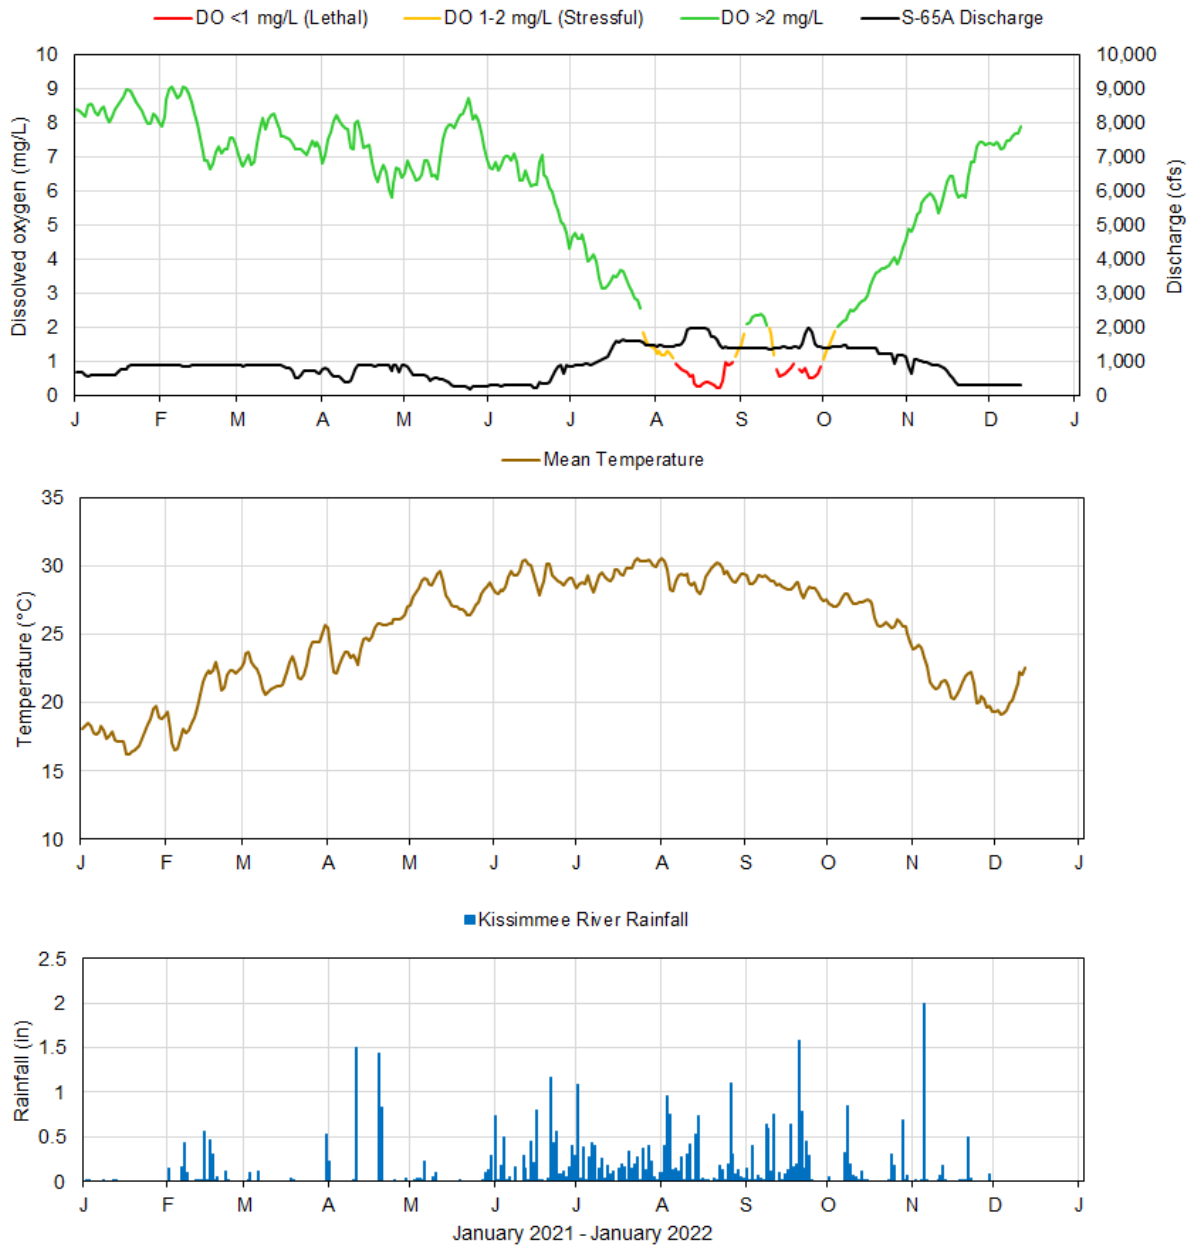 DO <1 mg/L (Lethal) DO 1-2 mg/L (Stressful) DO >2 mg/L S-65A Discharge
10 10,000
9 9,000
8 8,000
7 7,000
6 6,000
5 5,000
4 4,000
3 3,000
2 2,000
1 1,000
0 0
Dissolved oxygen (mg/L)
Discharge (cfs)
J F M A M J J A S O N D J
Mean Temperature
35
30
25
20
15
10
Temperature (°C)
J F M A M J J A S O N D J
Kissimmee River Rainfall
2.5
2
1.5
1
0.5
0
Rainfall (in)
J F M A M J J A S O N D J
January 2021 - January 2022